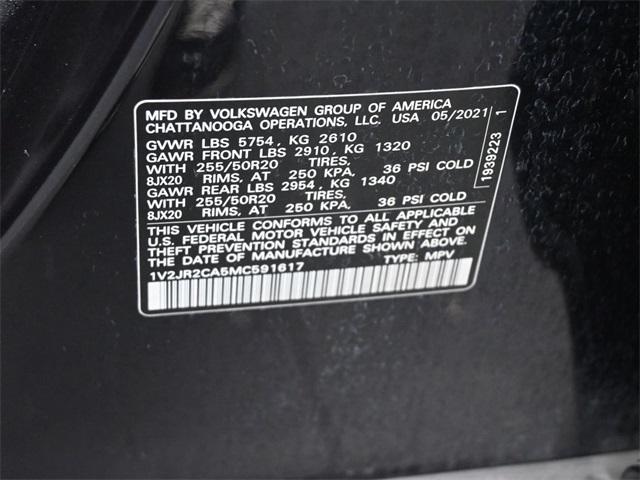 MFD BY VOLKSWAGEN GROUP OF AMERICA
CHATTANOOGA OPERATIONS, LLC. USA 05/2021
GVWR LBS 5754, KG 2610
GAWR FRONT LBS 2910, KG 1320
WITH 255/50R20 TIRES,
8JX20 RIMS, AT 250 KPA, 36 PSI COLD
GAWR REAR LBS 2954, KG 1340
WITH 255/50R20 TIRES,
8JX20 RIMS, AT 250 KPA, 36 PSI COLD
THIS VEHICLE CONFORMS TO ALL APPLICABLE
U.S. FEDERAL MOTOR VEHICLE SAFETY AND
THEFT PREVENTION STANDARDS IN EFFECT ON
THE DATE OF MANUFACTURE SHOWN ABOVE.
1V2JR2CA5MC591617 TYPE: MPV
1939223 1